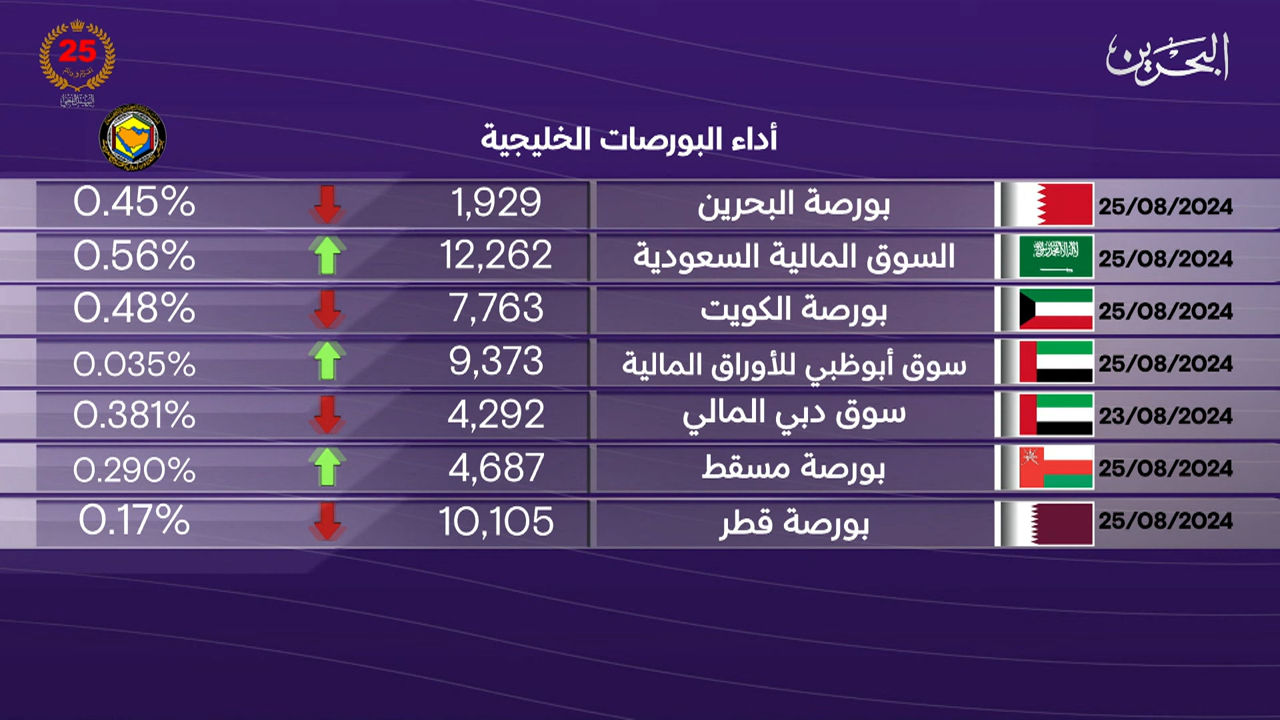 البحرين
25
أداء البورصات الخليجية
25/08/2024 بورصة البحرين 1,929 0.45%
25/08/2024 السوق المالية السعودية 12,262 0.56%
25/08/2024 بورصة الكويت 7,763 0.48%
25/08/2024 سوق أبوظبي للأوراق المالية 9,373 0.035%
23/08/2024 سوق دبي المالي 4,292 0.381%
25/08/2024 بورصة مسقط 4,687 0.290%
25/08/2024 بورصة قطر 10,105 0.17%